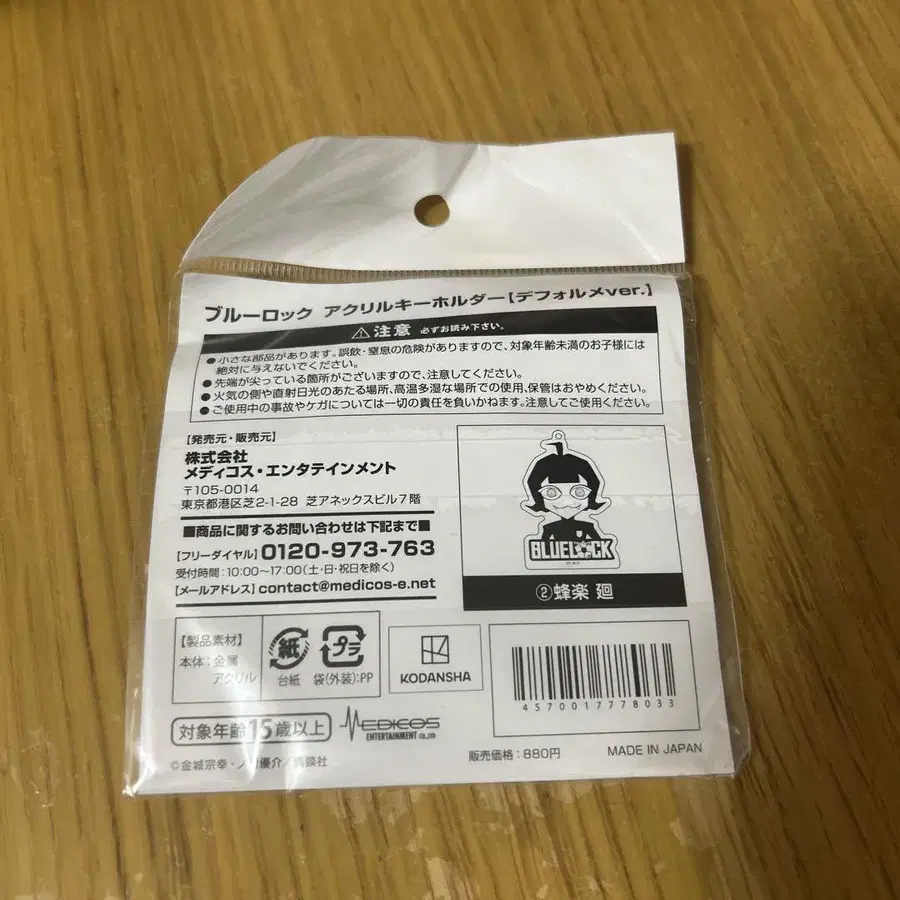 ブルーロック アクリルキーホルダー【デフォルメver.】
注意 必ずお読み下さい。
●小さな部品があります。誤飲・窒息の危険がありますので、対象年齢未満のお子様には
絶対に与えないでください。
●先端が尖っている箇所がございますので、注意してください。
●火気の側や直射日光のあたる場所、高温多湿な場所での使用、保管はおやめください。
●ご使用中の事故やケガについては一切の責任を負いかねます。注意してご使用ください。
【発売元・販売元】
株式会社
メディコス・エンタテインメント
〒105-0014
東京都港区芝2-1-28 芝アネックスビル7階
■商品に関するお問い合わせは下記まで■
【フリーダイヤル】0120-973-763
受付時間：10:00～17:00(土・日・祝日を除く)
【メールアドレス】contact@medicos-e.net
BLUELOCK
②蜂楽 廻
【製品素材】
本体：金属
アクリル
紙
台紙
プラ
袋(外装):PP
KODANSHA
4570017778033
対象年齢15歳以上
MEDICOS
ENTERTAINMENT CO.,LTD
販売価格：880円
MADE IN JAPAN
©金城宗幸・ノ村優介／講談社